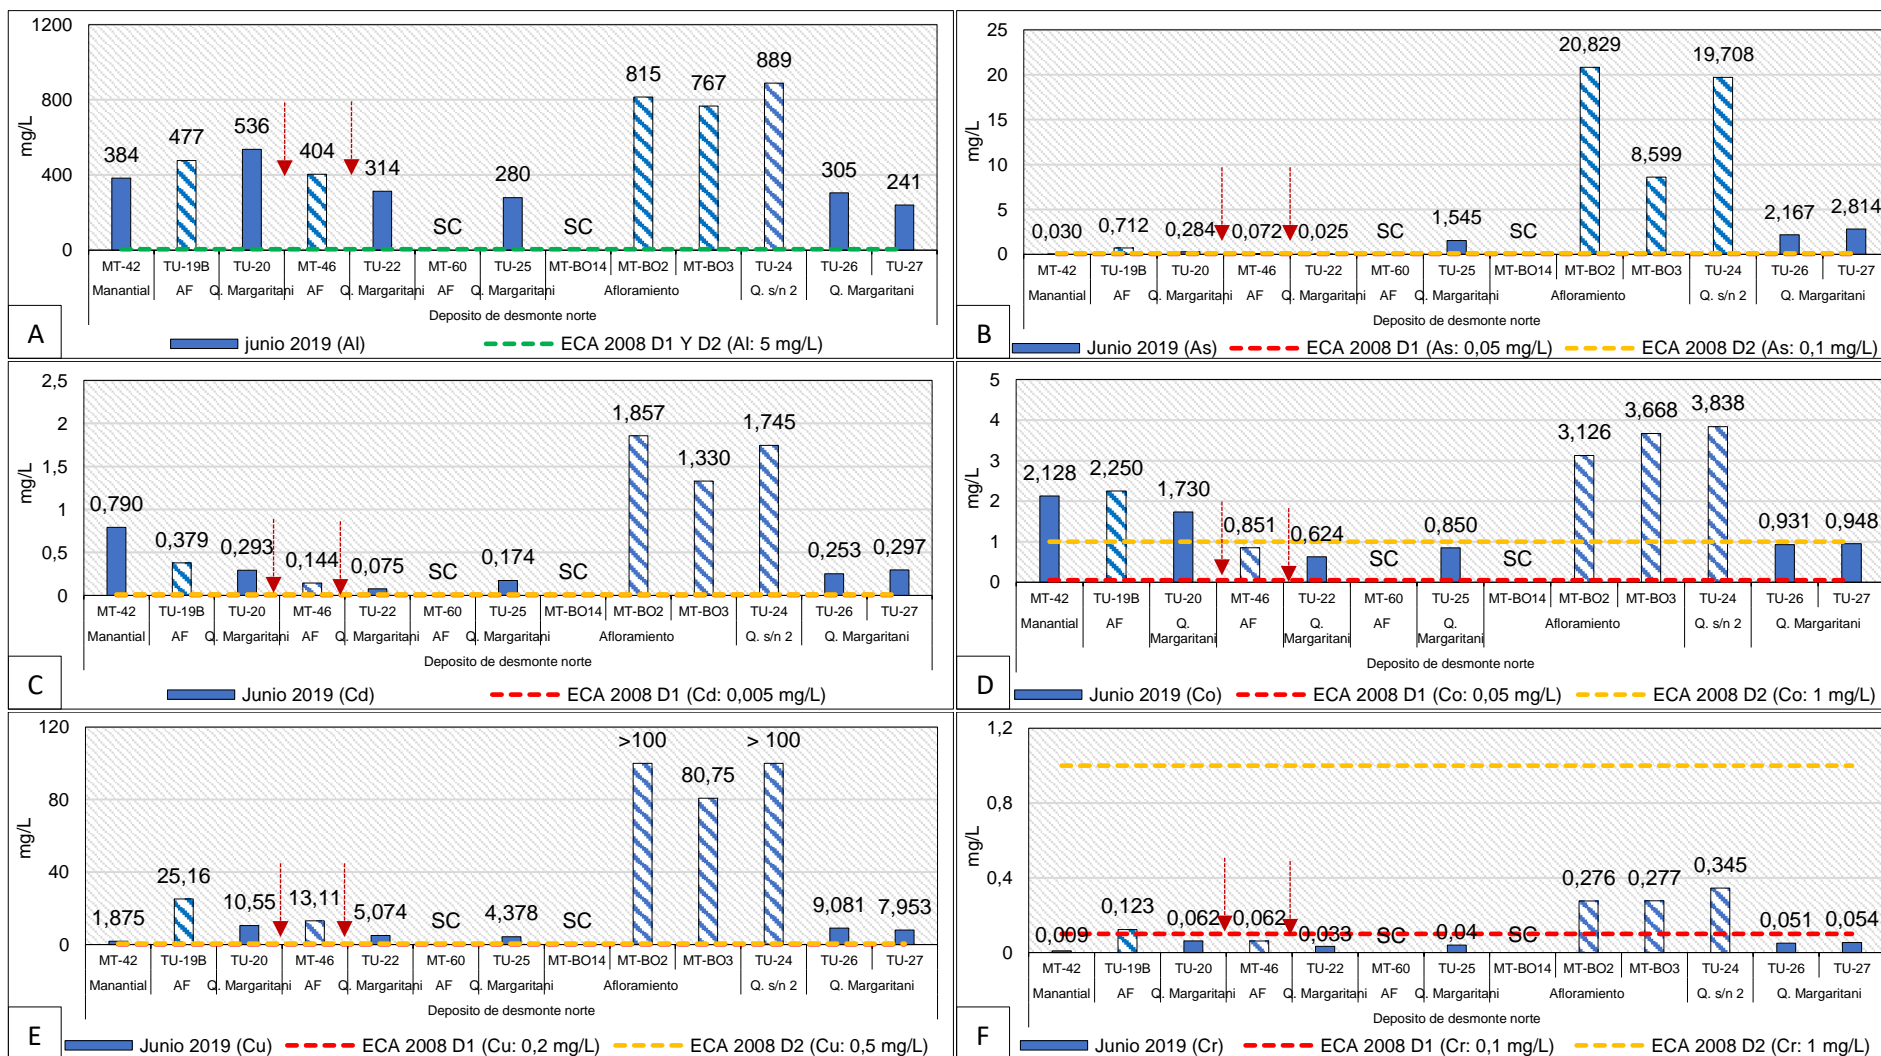 1200
800
400
0
mg/L
384
477
536
404
314
SC
280
SC
815
767
889
305
241
MT-42 TU-19B TU-20 MT-46 TU-22 MT-60 TU-25 MT-BO14 MT-BO2 MT-BO3 TU-24 TU-26 TU-27
Manantial AF Q. Margaritani AF Q. Margaritani AF Q. Margaritani Afloramiento Q. s/n 2 Q. Margaritani
Deposito de desmonte norte
A
junio 2019 (Al) ECA 2008 D1 Y D2 (Al: 5 mg/L)
25
20
15
10
5
0
mg/L
0,030
0,712
0,284
0,072
0,025
SC
1,545
SC
20,829
8,599
19,708
2,167
2,814
MT-42 TU-19B TU-20 MT-46 TU-22 MT-60 TU-25 MT-BO14 MT-BO2 MT-BO3 TU-24 TU-26 TU-27
Manantial AF Q. Margaritani AF Q. Margaritani AF Q. Margaritani Afloramiento Q. s/n 2 Q. Margaritani
Deposito de desmonte norte
B
Junio 2019 (As) ECA 2008 D1 (As: 0,05 mg/L) ECA 2008 D2 (As: 0,1 mg/L)
2,5
2
1,5
1
0,5
0
mg/L
0,790
0,379
0,293
0,144
0,075
SC
0,174
SC
1,857
1,330
1,745
0,253
0,297
MT-42 TU-19B TU-20 MT-46 TU-22 MT-60 TU-25 MT-BO14 MT-BO2 MT-BO3 TU-24 TU-26 TU-27
Manantial AF Q. Margaritani AF Q. Margaritani AF Q. Margaritani Afloramiento Q. s/n 2 Q. Margaritani
Deposito de desmonte norte
C
Junio 2019 (Cd) ECA 2008 D1 (Cd: 0,005 mg/L)
5
4
3
2
1
0
mg/L
2,128
2,250
1,730
0,851
0,624
SC
0,850
SC
3,126
3,668
3,838
0,931
0,948
MT-42 TU-19B TU-20 MT-46 TU-22 MT-60 TU-25 MT-BO14 MT-BO2 MT-BO3 TU-24 TU-26 TU-27
Manantial AF Q. Margaritani AF Q. Margaritani AF Q. Margaritani Afloramiento Q. s/n 2 Q. Margaritani
Deposito de desmonte norte
D
Junio 2019 (Co) ECA 2008 D1 (Co: 0,05 mg/L) ECA 2008 D2 (Co: 1 mg/L)
120
80
40
0
mg/L
1,875
25,16
10,55
13,11
5,074
SC
4,378
SC
>100
80,75
> 100
9,081
7,953
MT-42 TU-19B TU-20 MT-46 TU-22 MT-60 TU-25 MT-BO14 MT-BO2 MT-BO3 TU-24 TU-26 TU-27
Manantial AF Q. Margaritani AF Q. Margaritani AF Q. Margaritani Afloramiento Q. s/n 2 Q. Margaritani
Deposito de desmonte norte
E
Junio 2019 (Cu) ECA 2008 D1 (Cu: 0,2 mg/L) ECA 2008 D2 (Cu: 0,5 mg/L)
1,2
0,8
0,4
0
mg/L
0,009
0,123
0,062
0,062
0,033
SC
0,04
SC
0,276
0,277
0,345
0,051
0,054
MT-42 TU-19B TU-20 MT-46 TU-22 MT-60 TU-25 MT-BO14 MT-BO2 MT-BO3 TU-24 TU-26 TU-27
Manantial AF Q. Margaritani AF Q. Margaritani AF Q. Margaritani Afloramiento Q. s/n 2 Q. Margaritani
Deposito de desmonte norte
F
Junio 2019 (Cr) ECA 2008 D1 (Cr: 0,1 mg/L) ECA 2008 D2 (Cr: 1 mg/L)